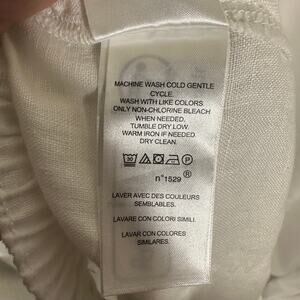 MACHINE WASH COLD GENTLE
CYCLE.
WASH WITH LIKE COLORS.
ONLY NON-CHLORINE BLEACH
WHEN NEEDED.
TUMBLE DRY LOW.
WARM IRON IF NEEDED.
DRY CLEAN.
30 P
n°1529 ®
LAVER AVEC DES COULEURS
SEMBLABLES.
LAVARE CON COLORI SIMILI.
LAVAR CON COLORES
SIMILARES.